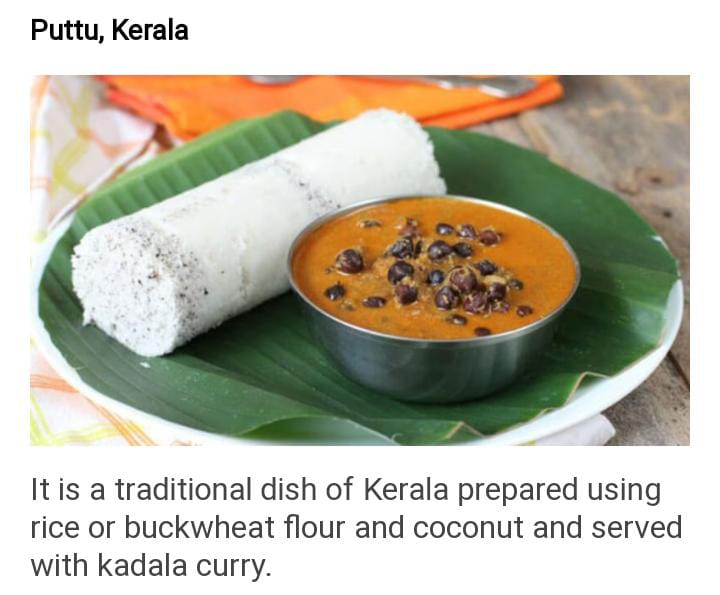 Puttu, Kerala
It is a traditional dish of Kerala prepared using
rice or buckwheat flour and coconut and served
with kadala curry.